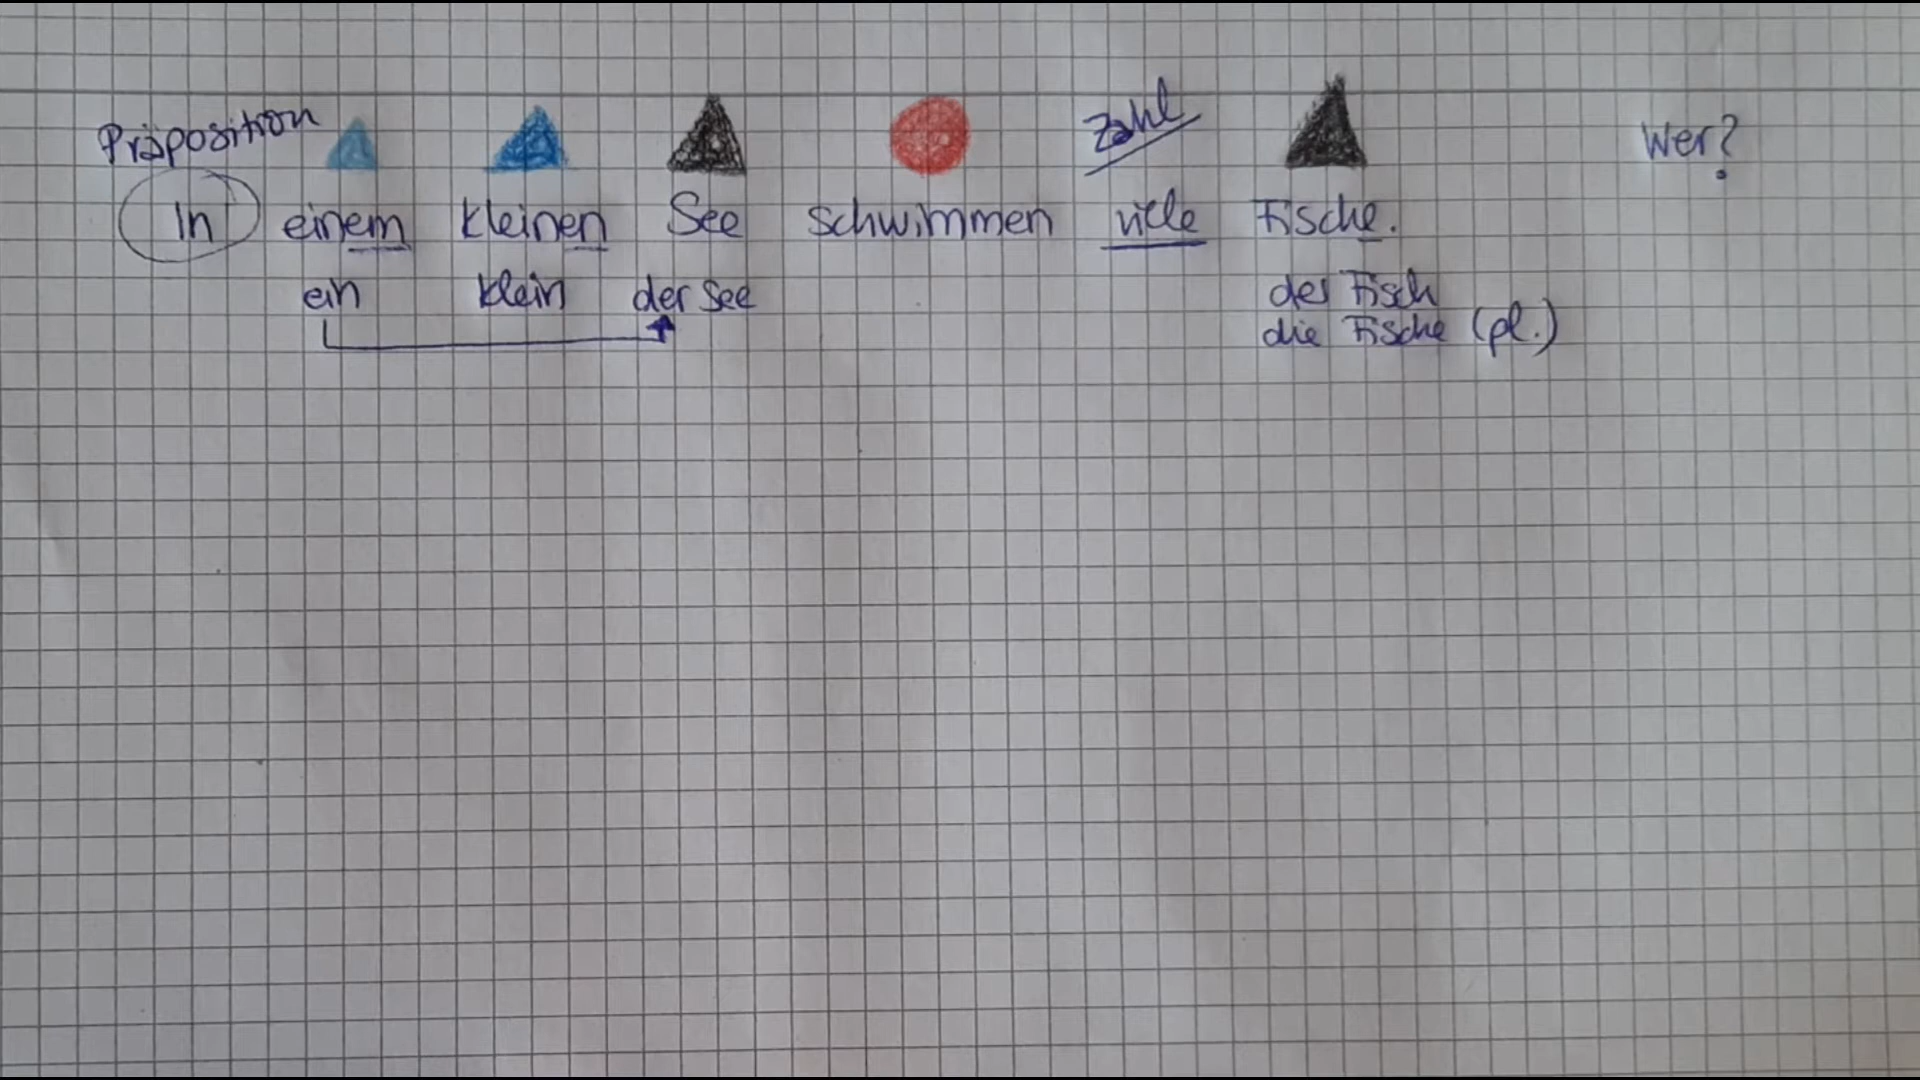 Präposition Zahl Wer?
In einem kleinen See schwimmen viele Fische.
ein klein der See der Fisch
die Fische (pl.)